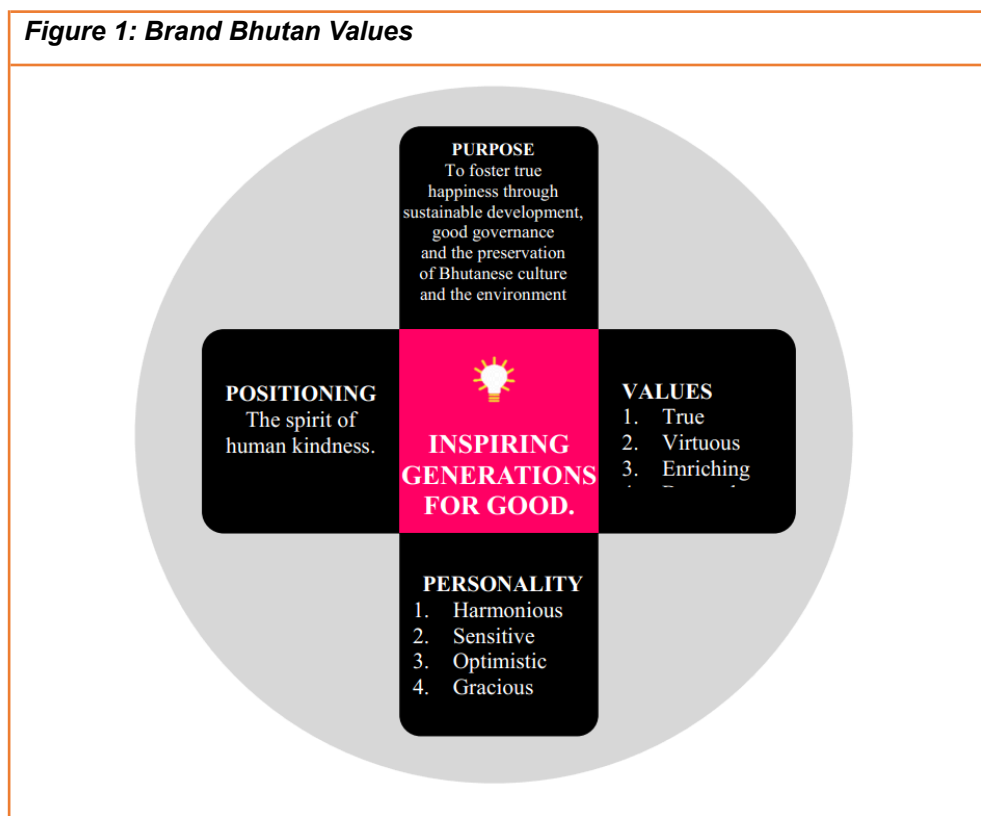 Figure 1: Brand Bhutan Values
PURPOSE
To foster true
happiness through
sustainable development,
good governance
and the preservation
of Bhutanese culture
and the environment
POSITIONING
The spirit of
human kindness.
INSPIRING
GENERATIONS
FOR GOOD.
VALUES
1. True
2. Virtuous
3. Enriching
PERSONALITY
1. Harmonious
2. Sensitive
3. Optimistic
4. Gracious